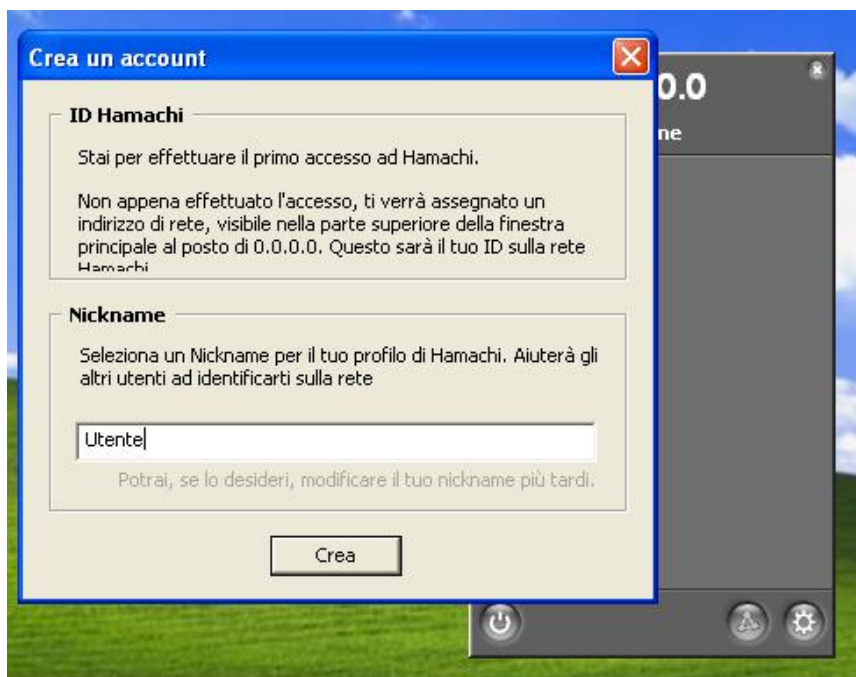 Crea un account
ID Hamachi
Stai per effettuare il primo accesso ad Hamachi.
Non appena effettuato l'accesso, ti verrà assegnato un
indirizzo di rete, visibile nella parte superiore della finestra
principale al posto di 0.0.0.0. Questo sarà il tuo ID sulla rete
Hamachi
Nickname
Seleziona un Nickname per il tuo profilo di Hamachi. Aiuterà gli
altri utenti ad identificarti sulla rete
Utente
Potrai, se lo desideri, modificare il tuo nickname più tardi.
Crea
0.0
ne